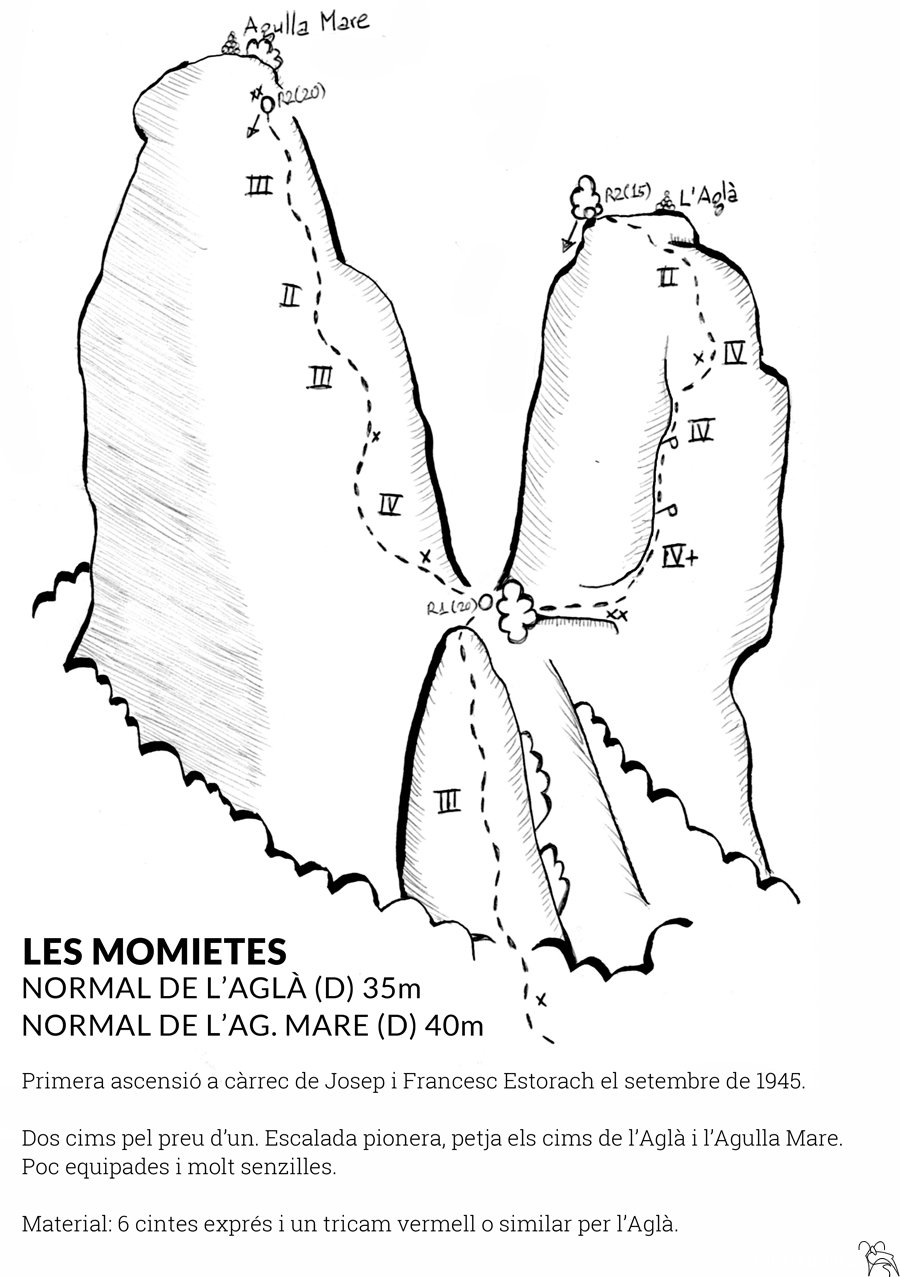 Agulla Mare
xx R2(20)
III
II
III
x
IV
x
R2(15) L'Aglà
II
x IV
IV
IV+
xx
R1(20)
III
x
LES MOMIETES
NORMAL DE L'AGLÀ (D) 35m
NORMAL DE L'AG. MARE (D) 40m
Primera ascensió a càrrec de Josep i Francesc Estorach el setembre de 1945.
Dos cims pel preu d'un. Escalada pionera, petja els cims de l'Aglà i l'Agulla Mare.
Poc equipades i molt senzilles.
Material: 6 cintes exprés i un tricam vermell o similar per l'Aglà.